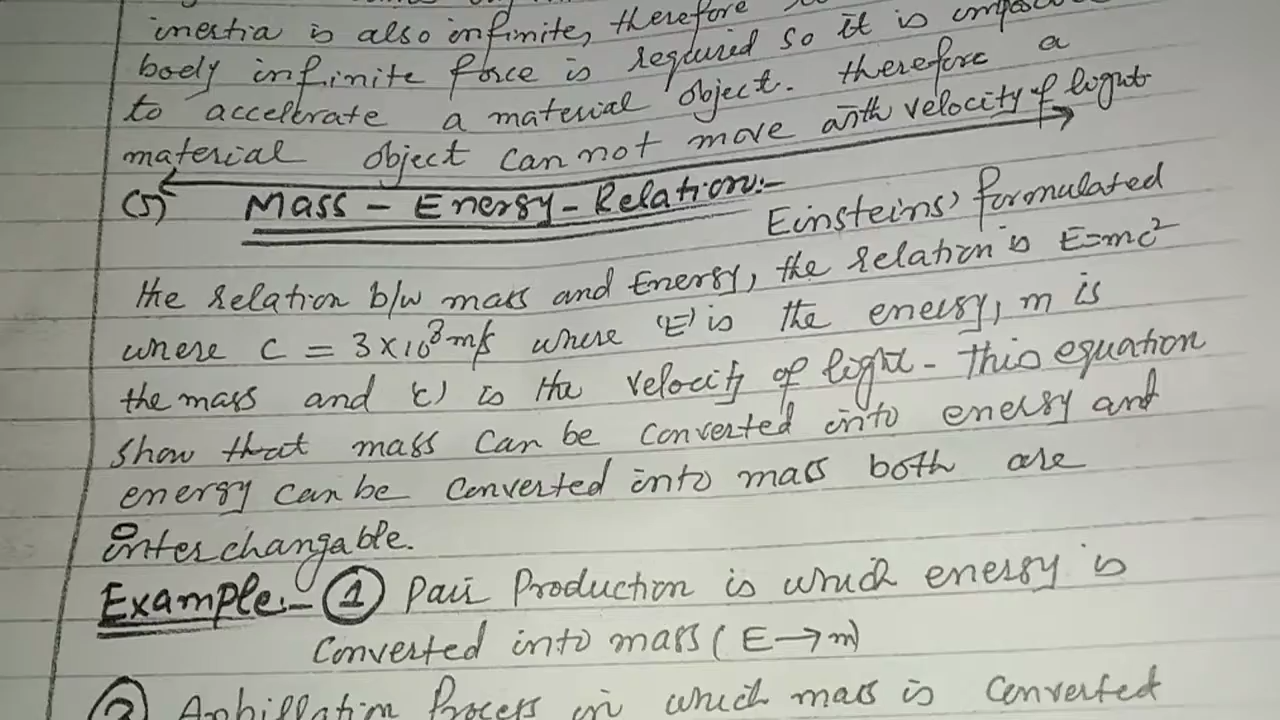 inertia is also infinite, therefore
body infinite force is required so it is
to accelerate a material object. therefore a
material object can not move with velocity of light
(5) Mass - Energy - Relation:-
Einsteins' formulated
the relation b/w mass and Energy, the relation is E=mc²
where c = 3×10⁸m/s where 'E' is the energy, m is
the mass and 'c' is the velocity of light - This equation
show that mass can be converted into energy and
energy can be converted into mass both are
interchangable.
Example:- ① Pair Production is which energy is
Converted into mass (E→m)
② Process in which mass is Converted